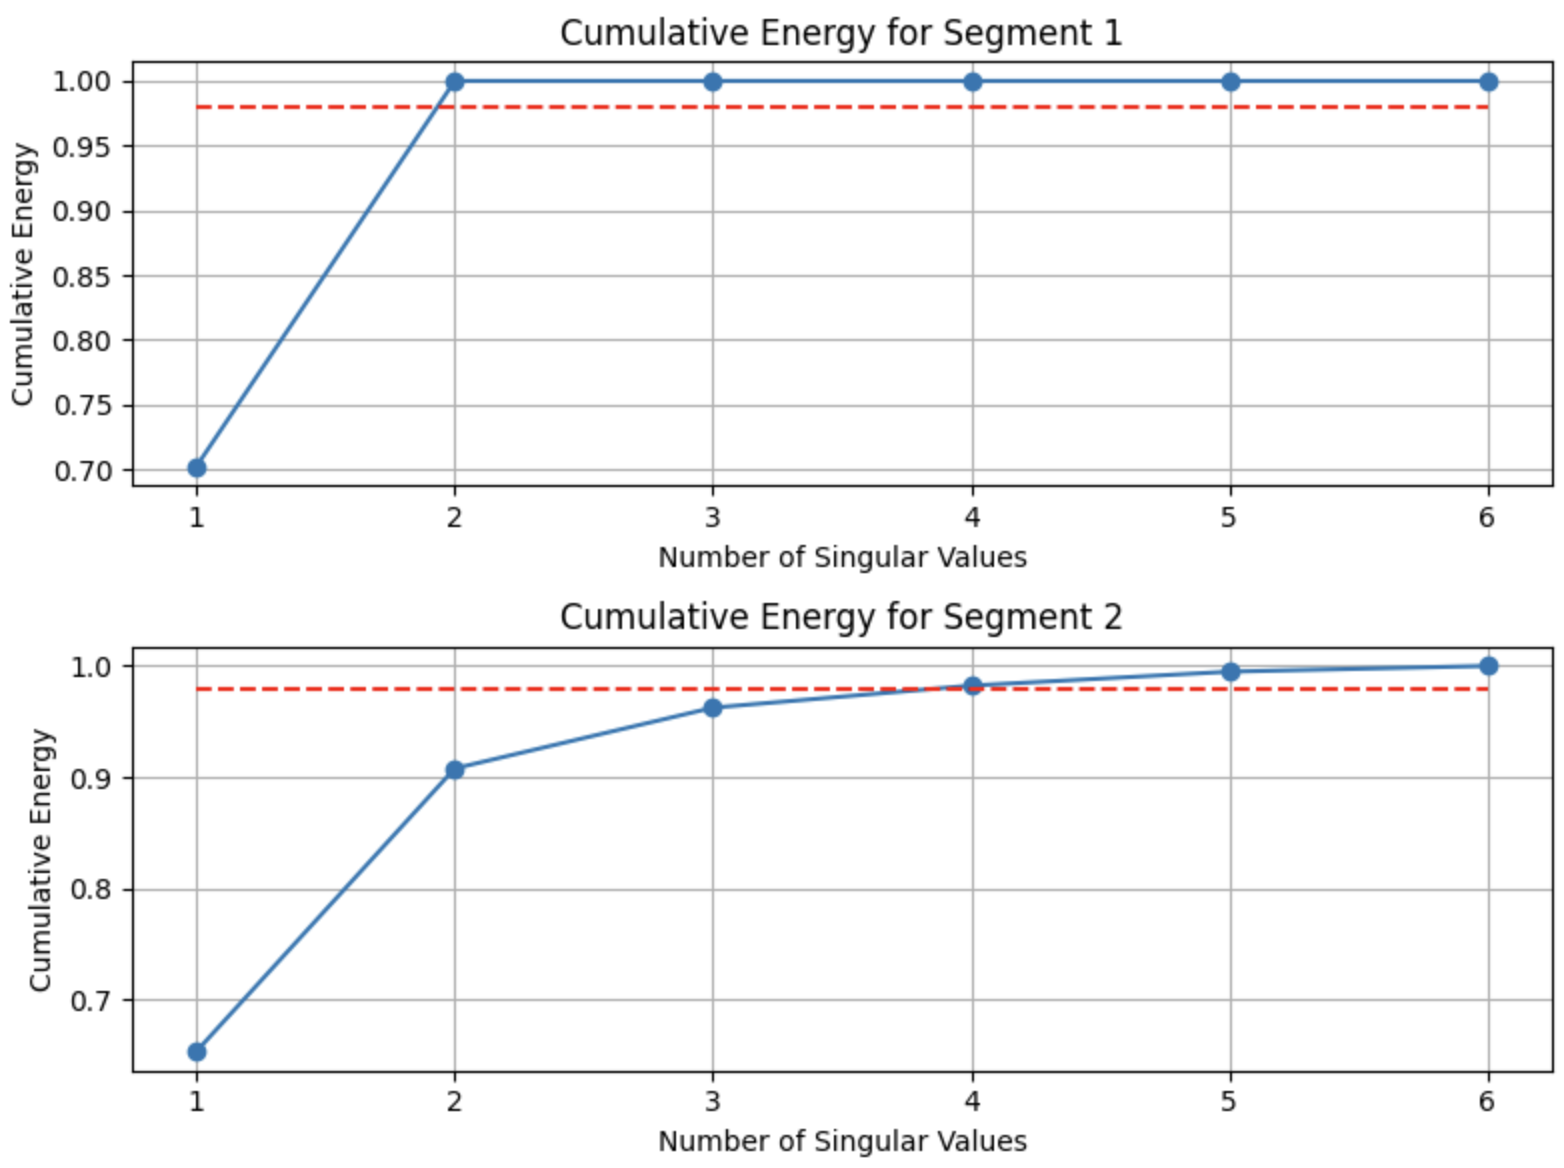 Cumulative Energy for Segment 1
Cumulative Energy
1.00
0.95
0.90
0.85
0.80
0.75
0.70
1 2 3 4 5 6
Number of Singular Values
Cumulative Energy for Segment 2
Cumulative Energy
1.0
0.9
0.8
0.7
1 2 3 4 5 6
Number of Singular Values